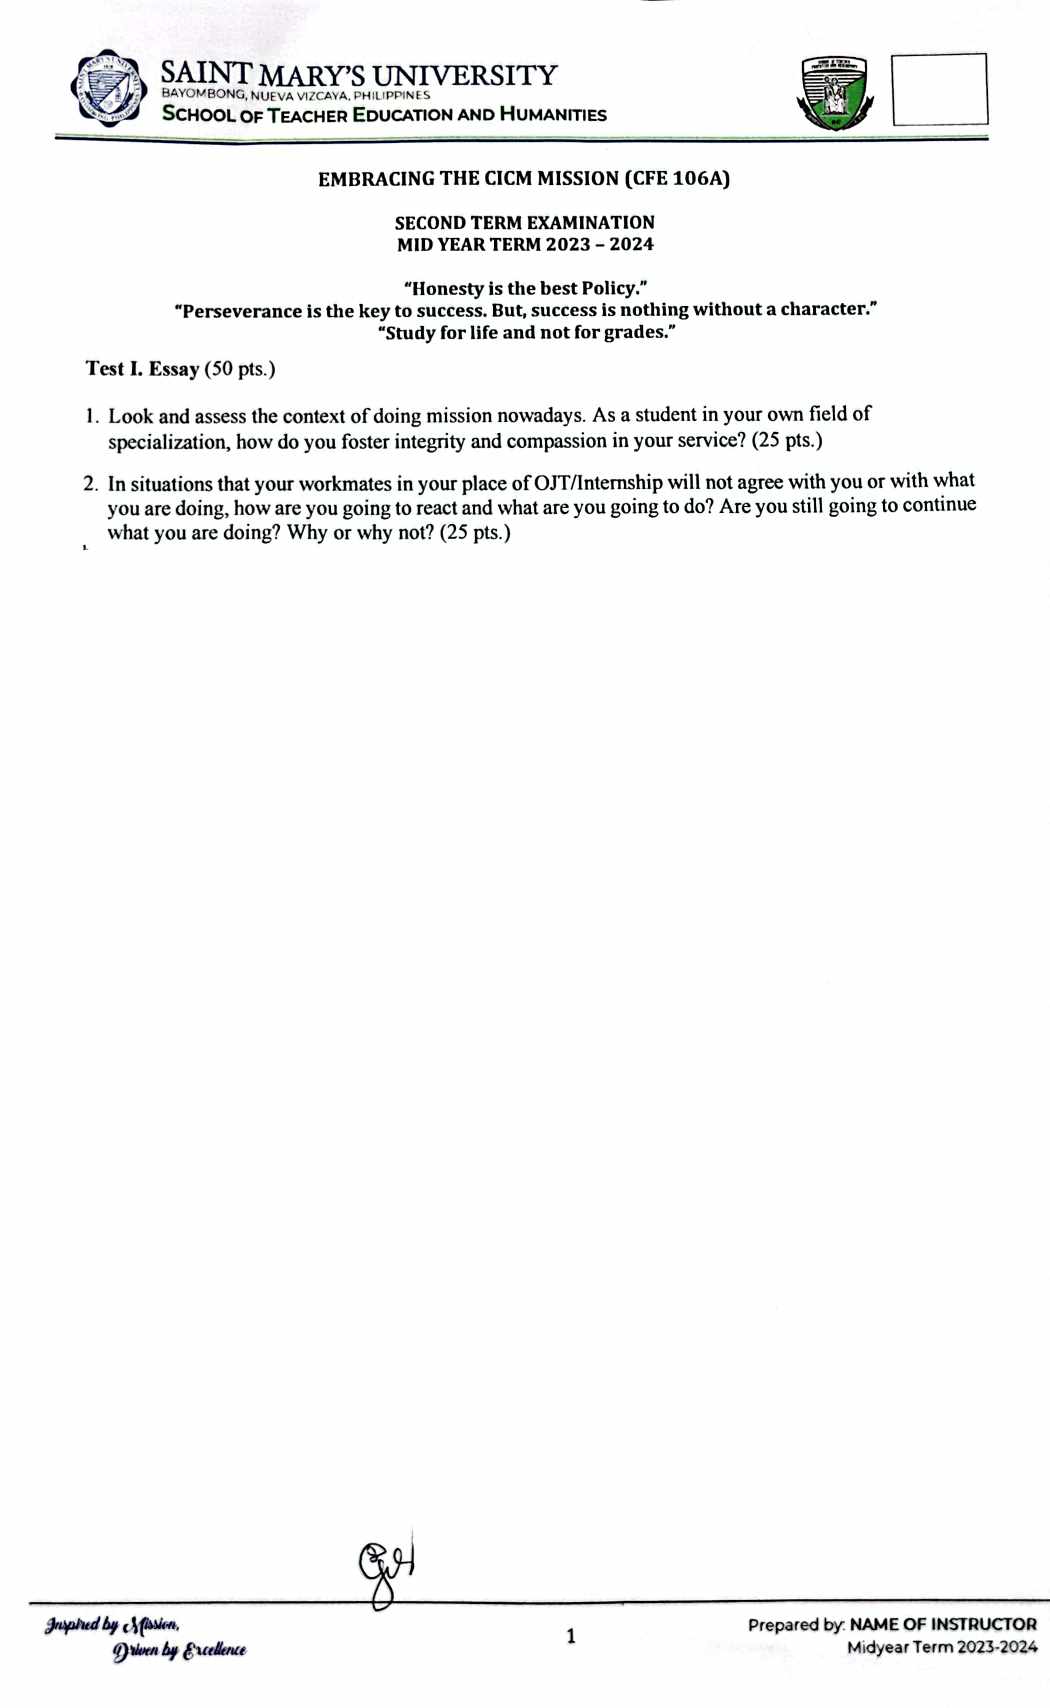 SAINT MARY'S UNIVERSITY
BAYOMBONG, NUEVA VIZCAYA, PHILIPPINES
SCHOOL OF TEACHER EDUCATION AND HUMANITIES
EMBRACING THE CICM MISSION (CFE 106A)
SECOND TERM EXAMINATION
MID YEAR TERM 2023 – 2024
“Honesty is the best Policy.”
“Perseverance is the key to success. But, success is nothing without a character.”
“Study for life and not for grades.”
Test I. Essay (50 pts.)
1. Look and assess the context of doing mission nowadays. As a student in your own field of
specialization, how do you foster integrity and compassion in your service? (25 pts.)
2. In situations that your workmates in your place of OJT/Internship will not agree with you or with what
you are doing, how are you going to react and what are you going to do? Are you still going to continue
what you are doing? Why or why not? (25 pts.)
Inspired by Mission,
Driven by Excellence
1
Prepared by: NAME OF INSTRUCTOR
Midyear Term 2023-2024